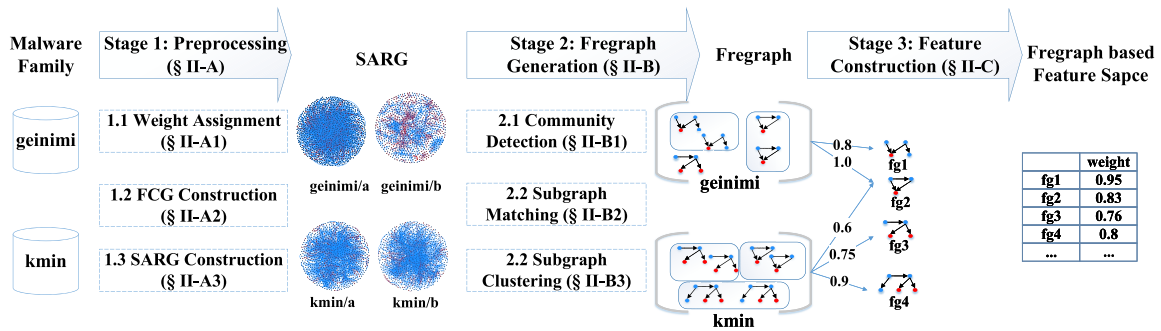 Malware
Family
Stage 1: Preprocessing
(§ II-A)
SARG
Stage 2: Fregraph
Generation (§ II-B)
Fregraph
Stage 3: Feature
Construction (§ II-C)
Fregraph based
Feature Sapce
geinimi
kmin
1.1 Weight Assignment
(§ II-A1)
1.2 FCG Construction
(§ II-A2)
1.3 SARG Construction
(§ II-A3)
geinimi/a
geinimi/b
kmin/a
kmin/b
2.1 Community
Detection (§ II-B1)
2.2 Subgraph
Matching (§ II-B2)
2.2 Subgraph
Clustering (§ II-B3)
geinimi
kmin
0.8
1.0
0.6
0.75
0.9
fg1
fg2
fg3
fg4
weight
fg1 0.95
fg2 0.83
fg3 0.76
fg4 0.8
... ...